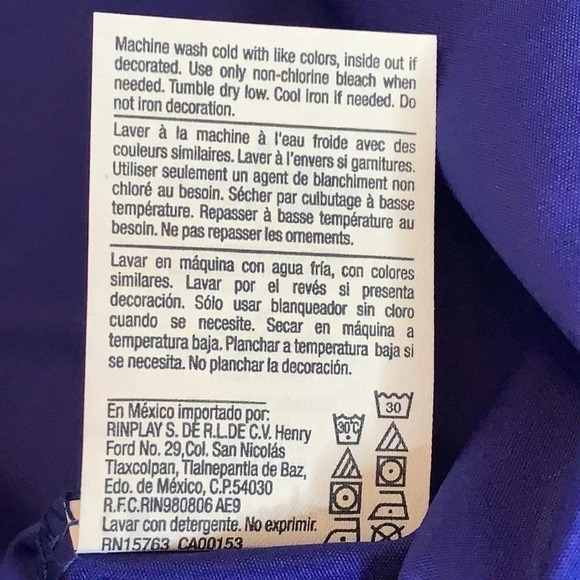 Machine wash cold with like colors, inside out if
decorated. Use only non-chlorine bleach when
needed. Tumble dry low. Cool iron if needed. Do
not iron decoration.
Laver à la machine à l'eau froide avec des
couleurs similaires. Laver à l'envers si garnitures.
Utiliser seulement un agent de blanchiment non
chloré au besoin. Sécher par culbutage à basse
température. Repasser à basse température au
besoin. Ne pas repasser les ornements.
Lavar en máquina con agua fría, con colores
similares. Lavar por el revés si presenta
decoración. Sólo usar blanqueador sin cloro
cuando se necesite. Secar en máquina a
temperatura baja. Planchar a temperatura baja si
se necesita. No planchar la decoración.
En México importado por:
RINPLAY S. DE R.L.DE C.V. Henry
Ford No. 29,Col. San Nicolás
Tlaxcolpan, Tlalnepantla de Baz,
Edo. de México, C.P.54030
R.F.C.RIN980806 AE9
Lavar con detergente. No exprimir.
RN15763 CA00153
30°C
30